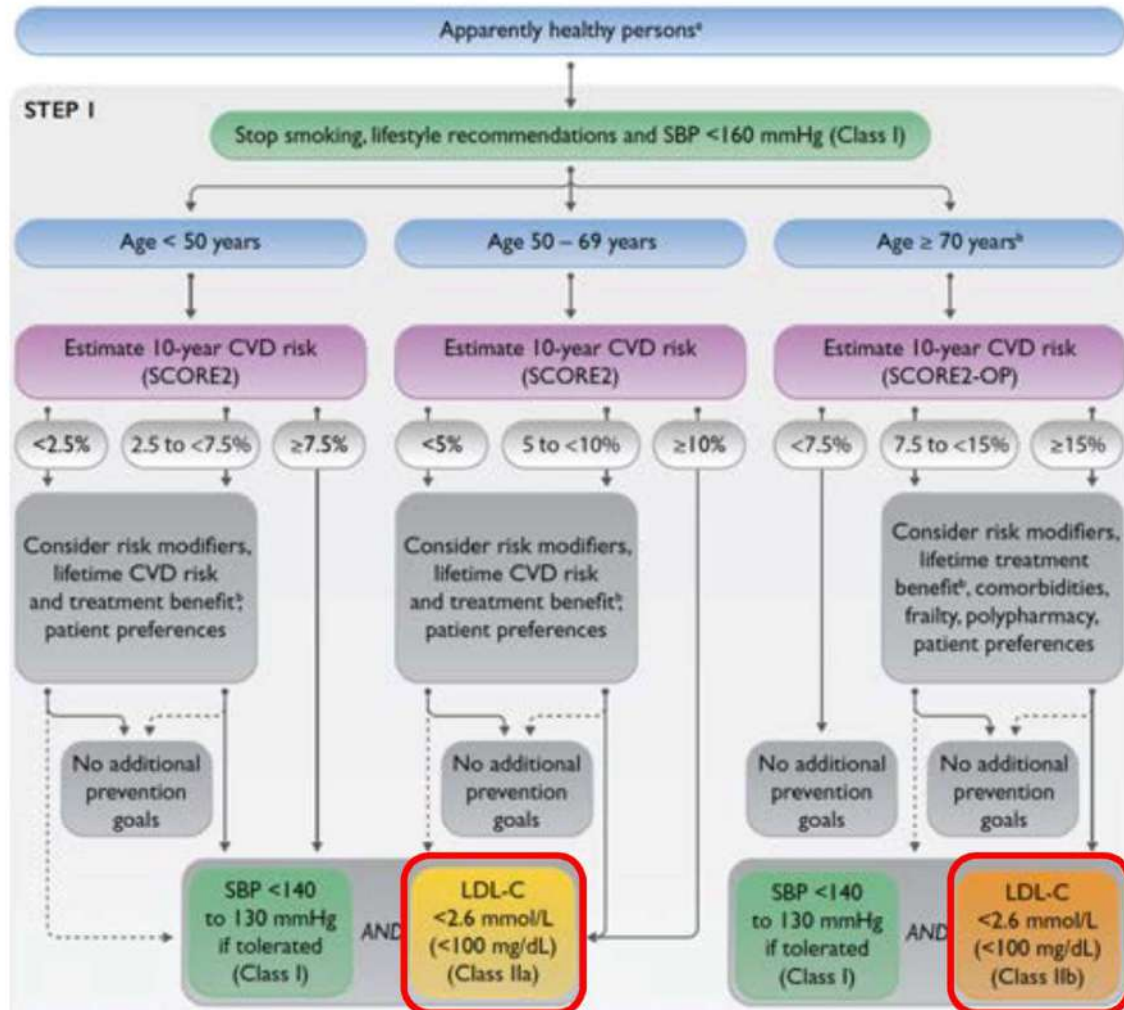 Apparently healthy personsᵃ
STEP 1
Stop smoking, lifestyle recommendations and SBP <160 mmHg (Class I)
Age < 50 years
Age 50 – 69 years
Age ≥ 70 yearsᵇ
Estimate 10-year CVD risk
(SCORE2)
Estimate 10-year CVD risk
(SCORE2)
Estimate 10-year CVD risk
(SCORE2-OP)
<2.5%
2.5 to <7.5%
≥7.5%
<5%
5 to <10%
≥10%
<7.5%
7.5 to <15%
≥15%
Consider risk modifiers,
lifetime CVD risk
and treatment benefitᵇ,
patient preferences
Consider risk modifiers,
lifetime CVD risk
and treatment benefitᵇ,
patient preferences
Consider risk modifiers,
lifetime treatment
benefitᵇ, comorbidities,
frailty, polypharmacy,
patient preferences
No additional
prevention
goals
No additional
prevention
goals
No additional
prevention
goals
No additional
prevention
goals
SBP <140
to 130 mmHg
if tolerated
(Class I)
AND
LDL-C
<2.6 mmol/L
(<100 mg/dL)
(Class IIa)
SBP <140
to 130 mmHg
if tolerated
(Class I)
AND
LDL-C
<2.6 mmol/L
(<100 mg/dL)
(Class IIb)